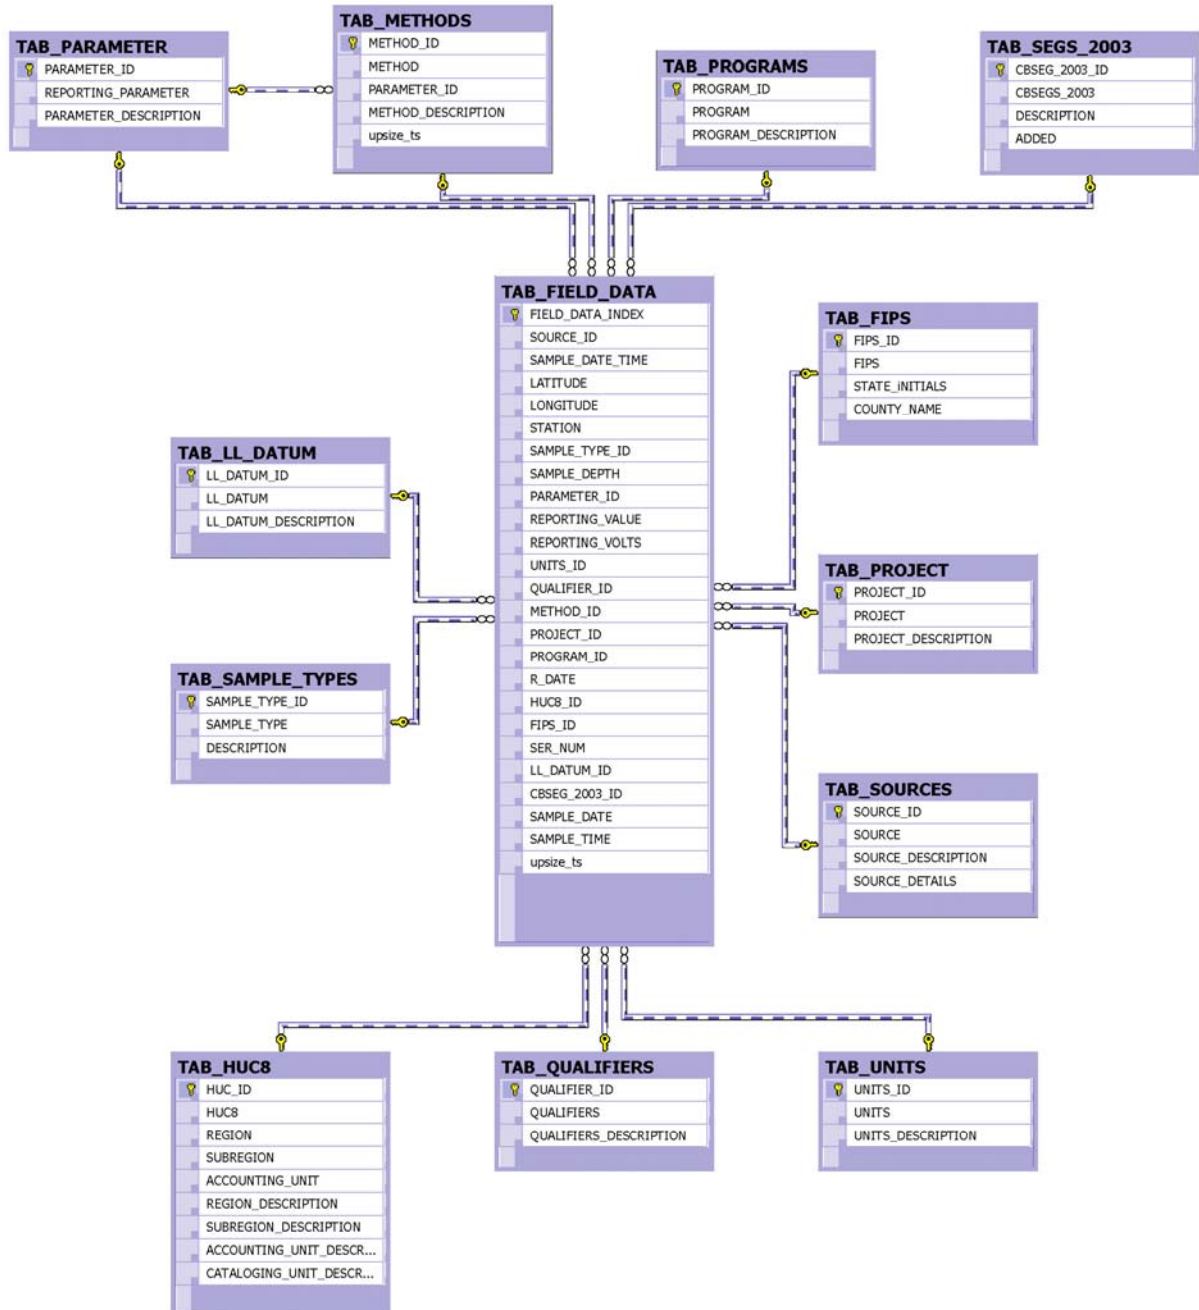 TAB_PARAMETER
PARAMETER_ID
REPORTING_PARAMETER
PARAMETER_DESCRIPTION
TAB_METHODS
METHOD_ID
METHOD
PARAMETER_ID
METHOD_DESCRIPTION
upsize_ts
TAB_PROGRAMS
PROGRAM_ID
PROGRAM
PROGRAM_DESCRIPTION
TAB_SEGS_2003
CBSEG_2003_ID
CBSEGS_2003
DESCRIPTION
ADDED
TAB_FIELD_DATA
FIELD_DATA_INDEX
SOURCE_ID
SAMPLE_DATE_TIME
LATITUDE
LONGITUDE
STATION
SAMPLE_TYPE_ID
SAMPLE_DEPTH
PARAMETER_ID
REPORTING_VALUE
REPORTING_VOLTS
UNITS_ID
QUALIFIER_ID
METHOD_ID
PROJECT_ID
PROGRAM_ID
R_DATE
HUC8_ID
FIPS_ID
SER_NUM
LL_DATUM_ID
CBSEG_2003_ID
SAMPLE_DATE
SAMPLE_TIME
upsize_ts
TAB_LL_DATUM
LL_DATUM_ID
LL_DATUM
LL_DATUM_DESCRIPTION
TAB_SAMPLE_TYPES
SAMPLE_TYPE_ID
SAMPLE_TYPE
DESCRIPTION
TAB_FIPS
FIPS_ID
FIPS
STATE_iNITIALS
COUNTY_NAME
TAB_PROJECT
PROJECT_ID
PROJECT
PROJECT_DESCRIPTION
TAB_SOURCES
SOURCE_ID
SOURCE
SOURCE_DESCRIPTION
SOURCE_DETAILS
TAB_HUC8
HUC_ID
HUC8
REGION
SUBREGION
ACCOUNTING_UNIT
REGION_DESCRIPTION
SUBREGION_DESCRIPTION
ACCOUNTING_UNIT_DESCR...
CATALOGING_UNIT_DESCR...
TAB_QUALIFIERS
QUALIFIER_ID
QUALIFIERS
QUALIFIERS_DESCRIPTION
TAB_UNITS
UNITS_ID
UNITS
UNITS_DESCRIPTION